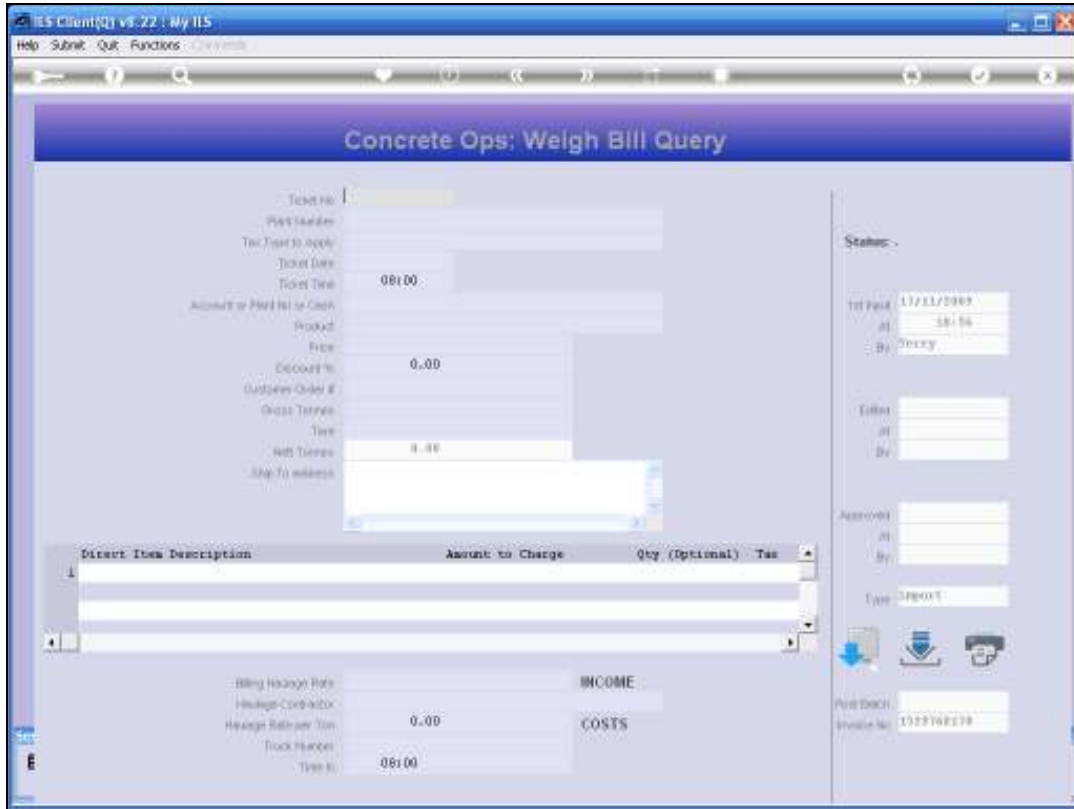 IES Client(Q) v8.22 : My IES
Help Submit Quit Functions Commands
Concrete Ops: Weigh Bill Query
Ticket No
Plant Number
Tax Type to Apply
Ticket Date
Ticket Time 08:00
Account or Plant No or Cash
Product
Price
Discount % 0.00
Customer Order #
Gross Tonnes
Tare
Nett Tonnes 0.00
Ship To Address
Status: -
1st Input 17/11/2009
At
By
Edited
At
By
Approved
At
By
Type import
Direct Item Description Amount to Charge Qty (Optional) Tax
1
Billing Haulage Rate INCOME
Haulage Contractor
Haulage Rate per Ton 0.00 COSTS
Truck Number
Time In 08:00
Post Batch
Invoice No